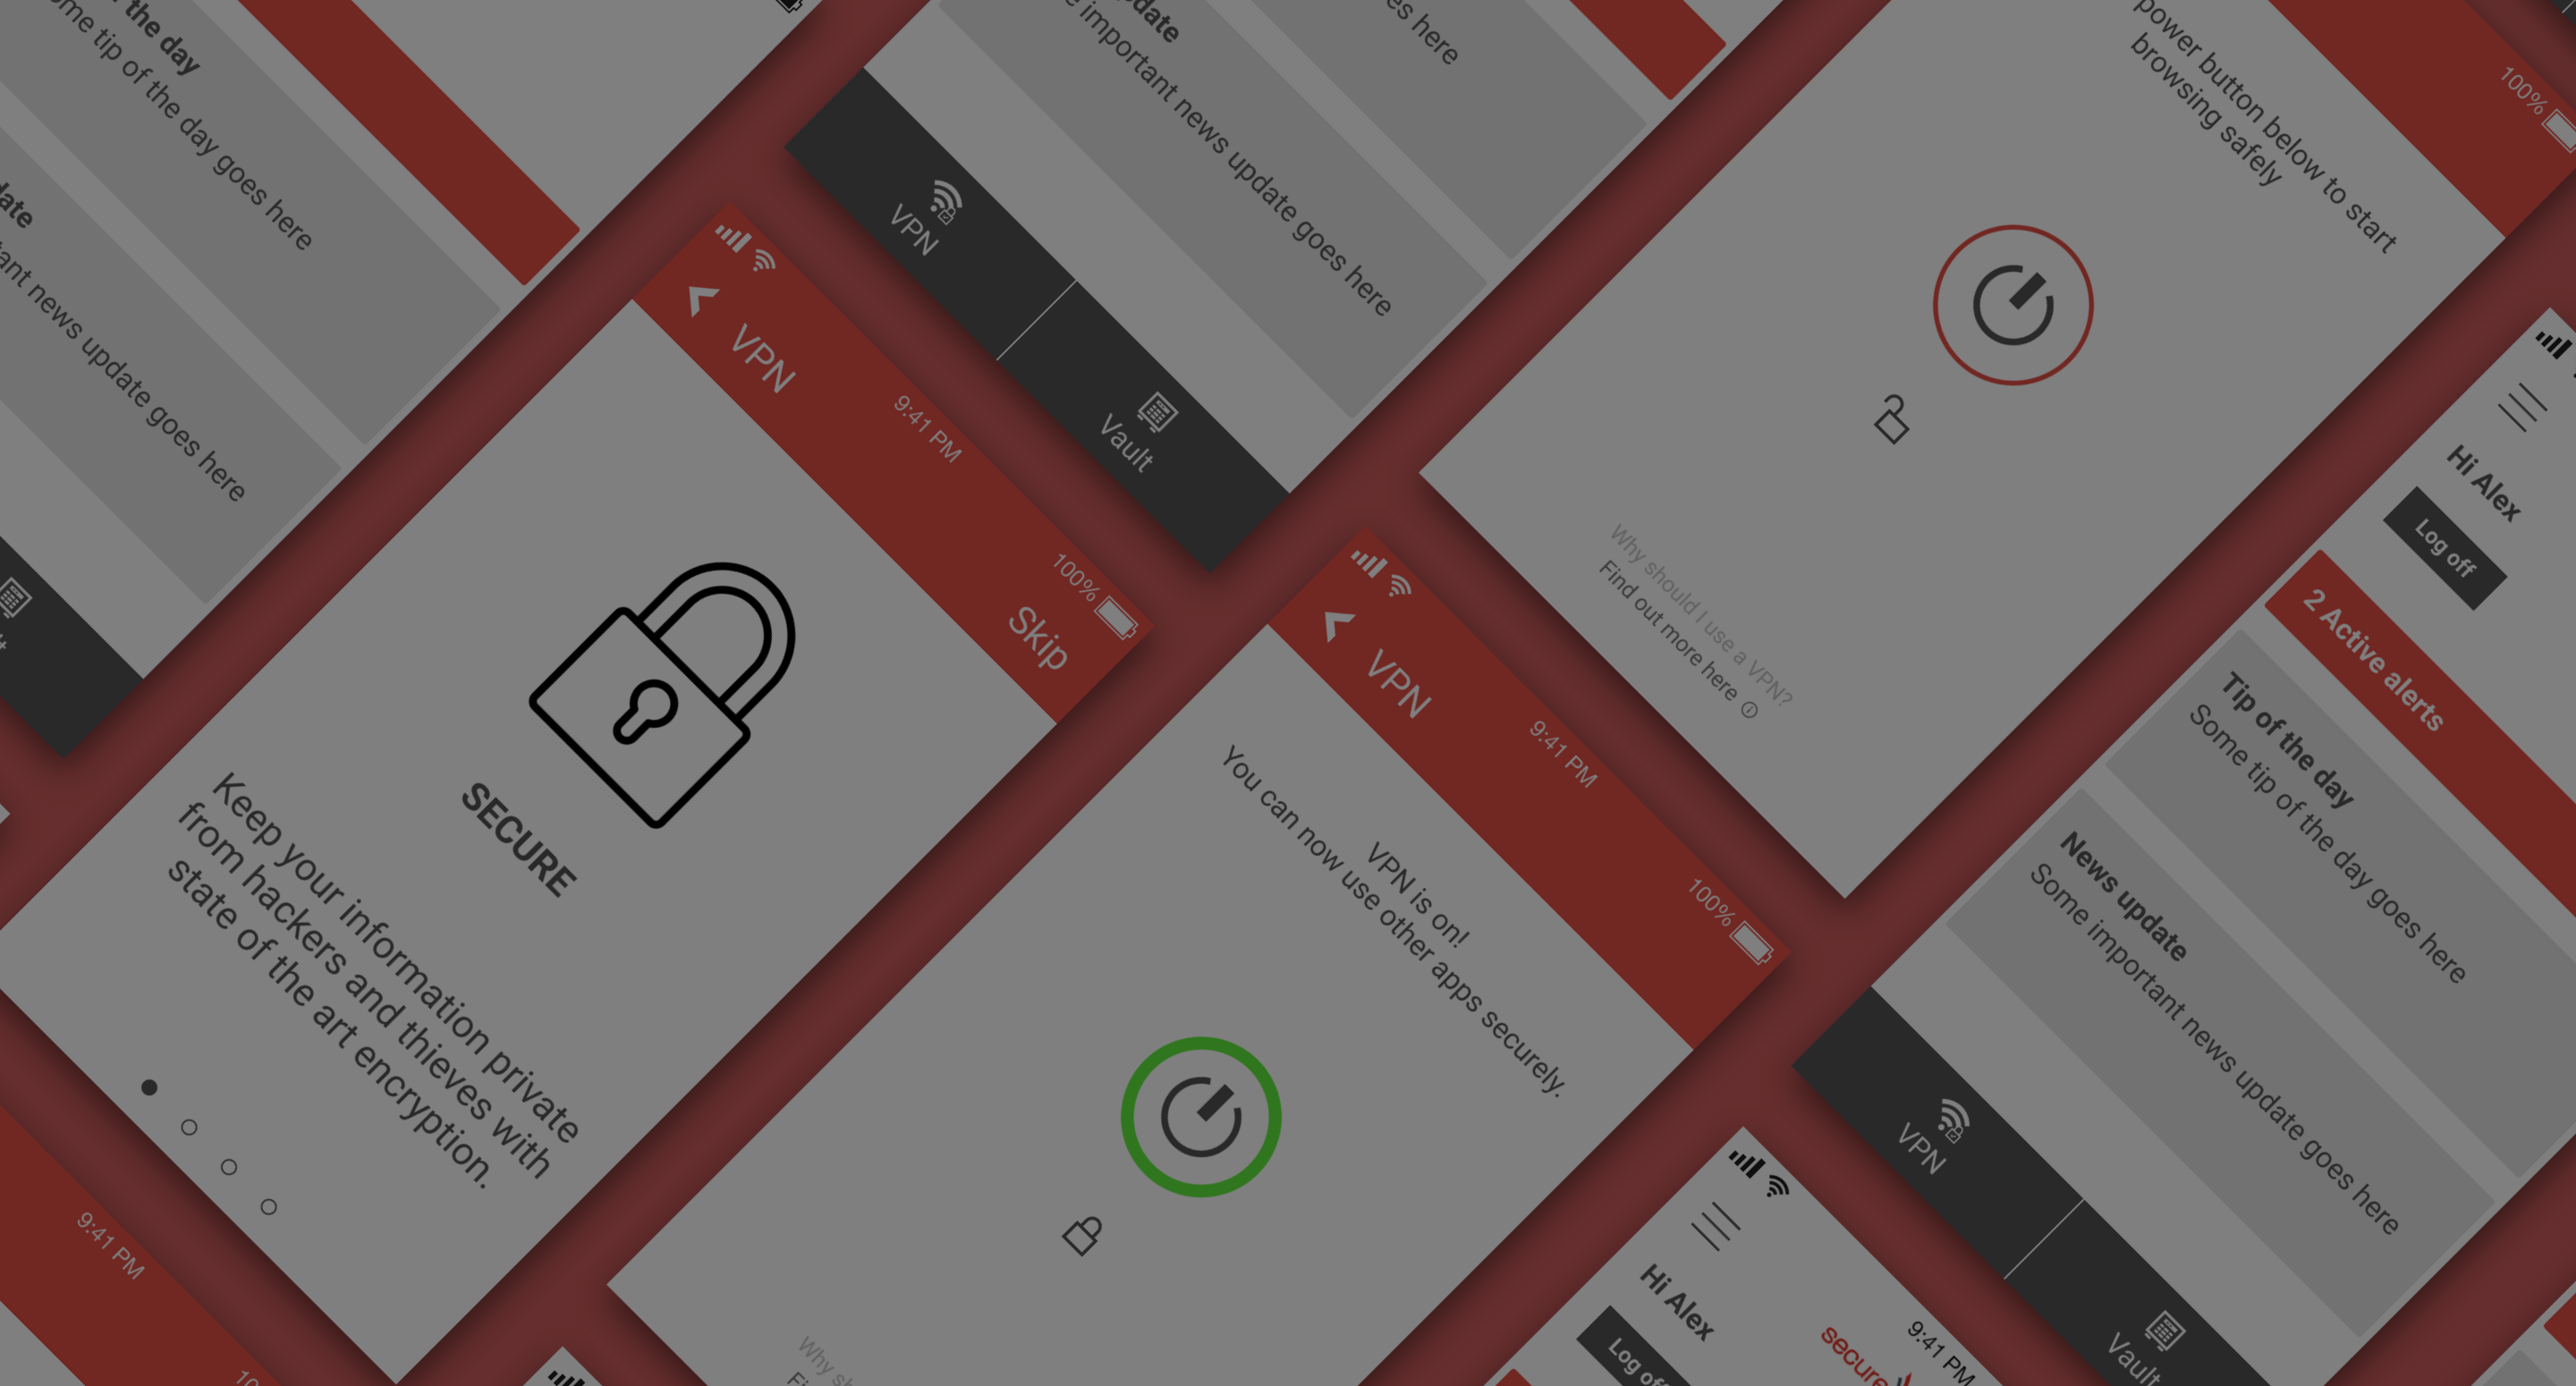 the day
me tip of the day goes here
ant news update goes here
important news update goes here
es here
VPN
Vault
power button below to start
browsing safely
100%
Why should I use a VPN?
Find out more here
9:41 PM
100%
VPN
Skip
SECURE
Keep your information private
from hackers and thieves with
state of the art encryption.
9:41 PM
100%
VPN
VPN is on!
You can now use other apps securely.
Hi Alex
Log off
2 Active alerts
Tip of the day
Some tip of the day goes here
News update
Some important news update goes here
VPN
Vault
9:41 PM
9:41 PM
secure
Hi Alex
Log off